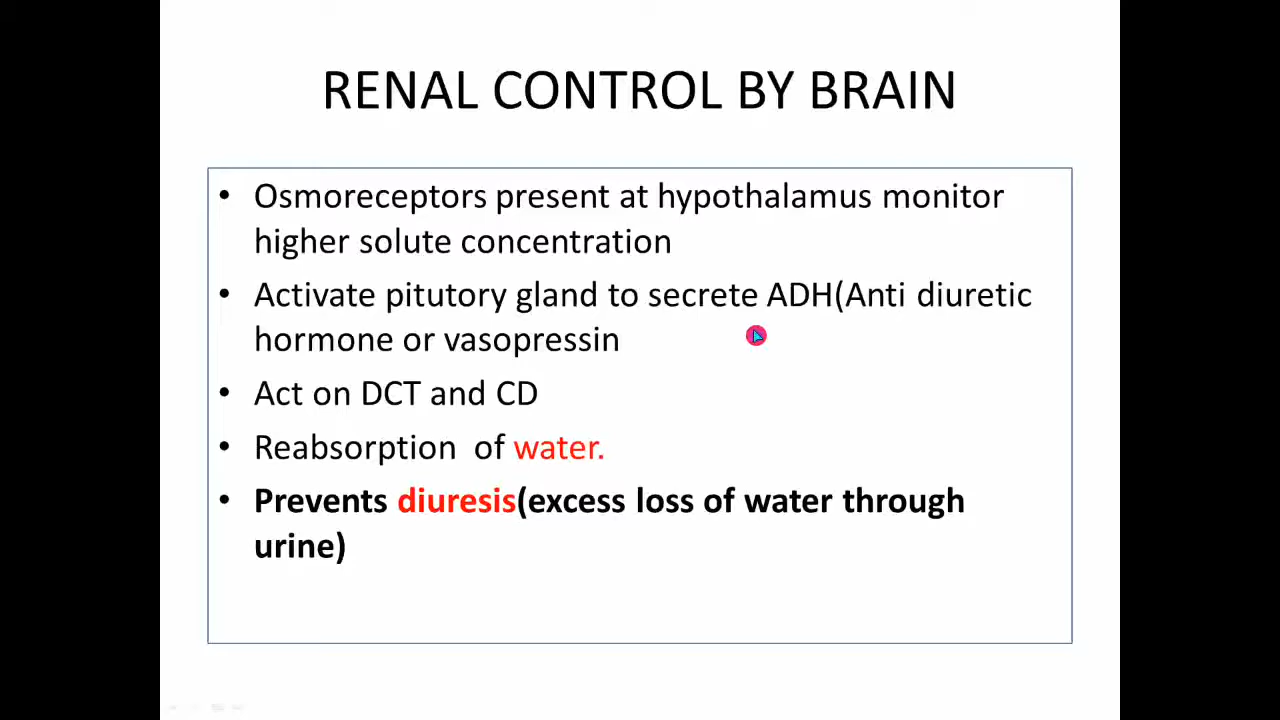 RENAL CONTROL BY BRAIN
• Osmoreceptors present at hypothalamus monitor
higher solute concentration
• Activate pitutory gland to secrete ADH(Anti diuretic
hormone or vasopressin
• Act on DCT and CD
• Reabsorption  of water.
• Prevents diuresis(excess loss of water through
urine)